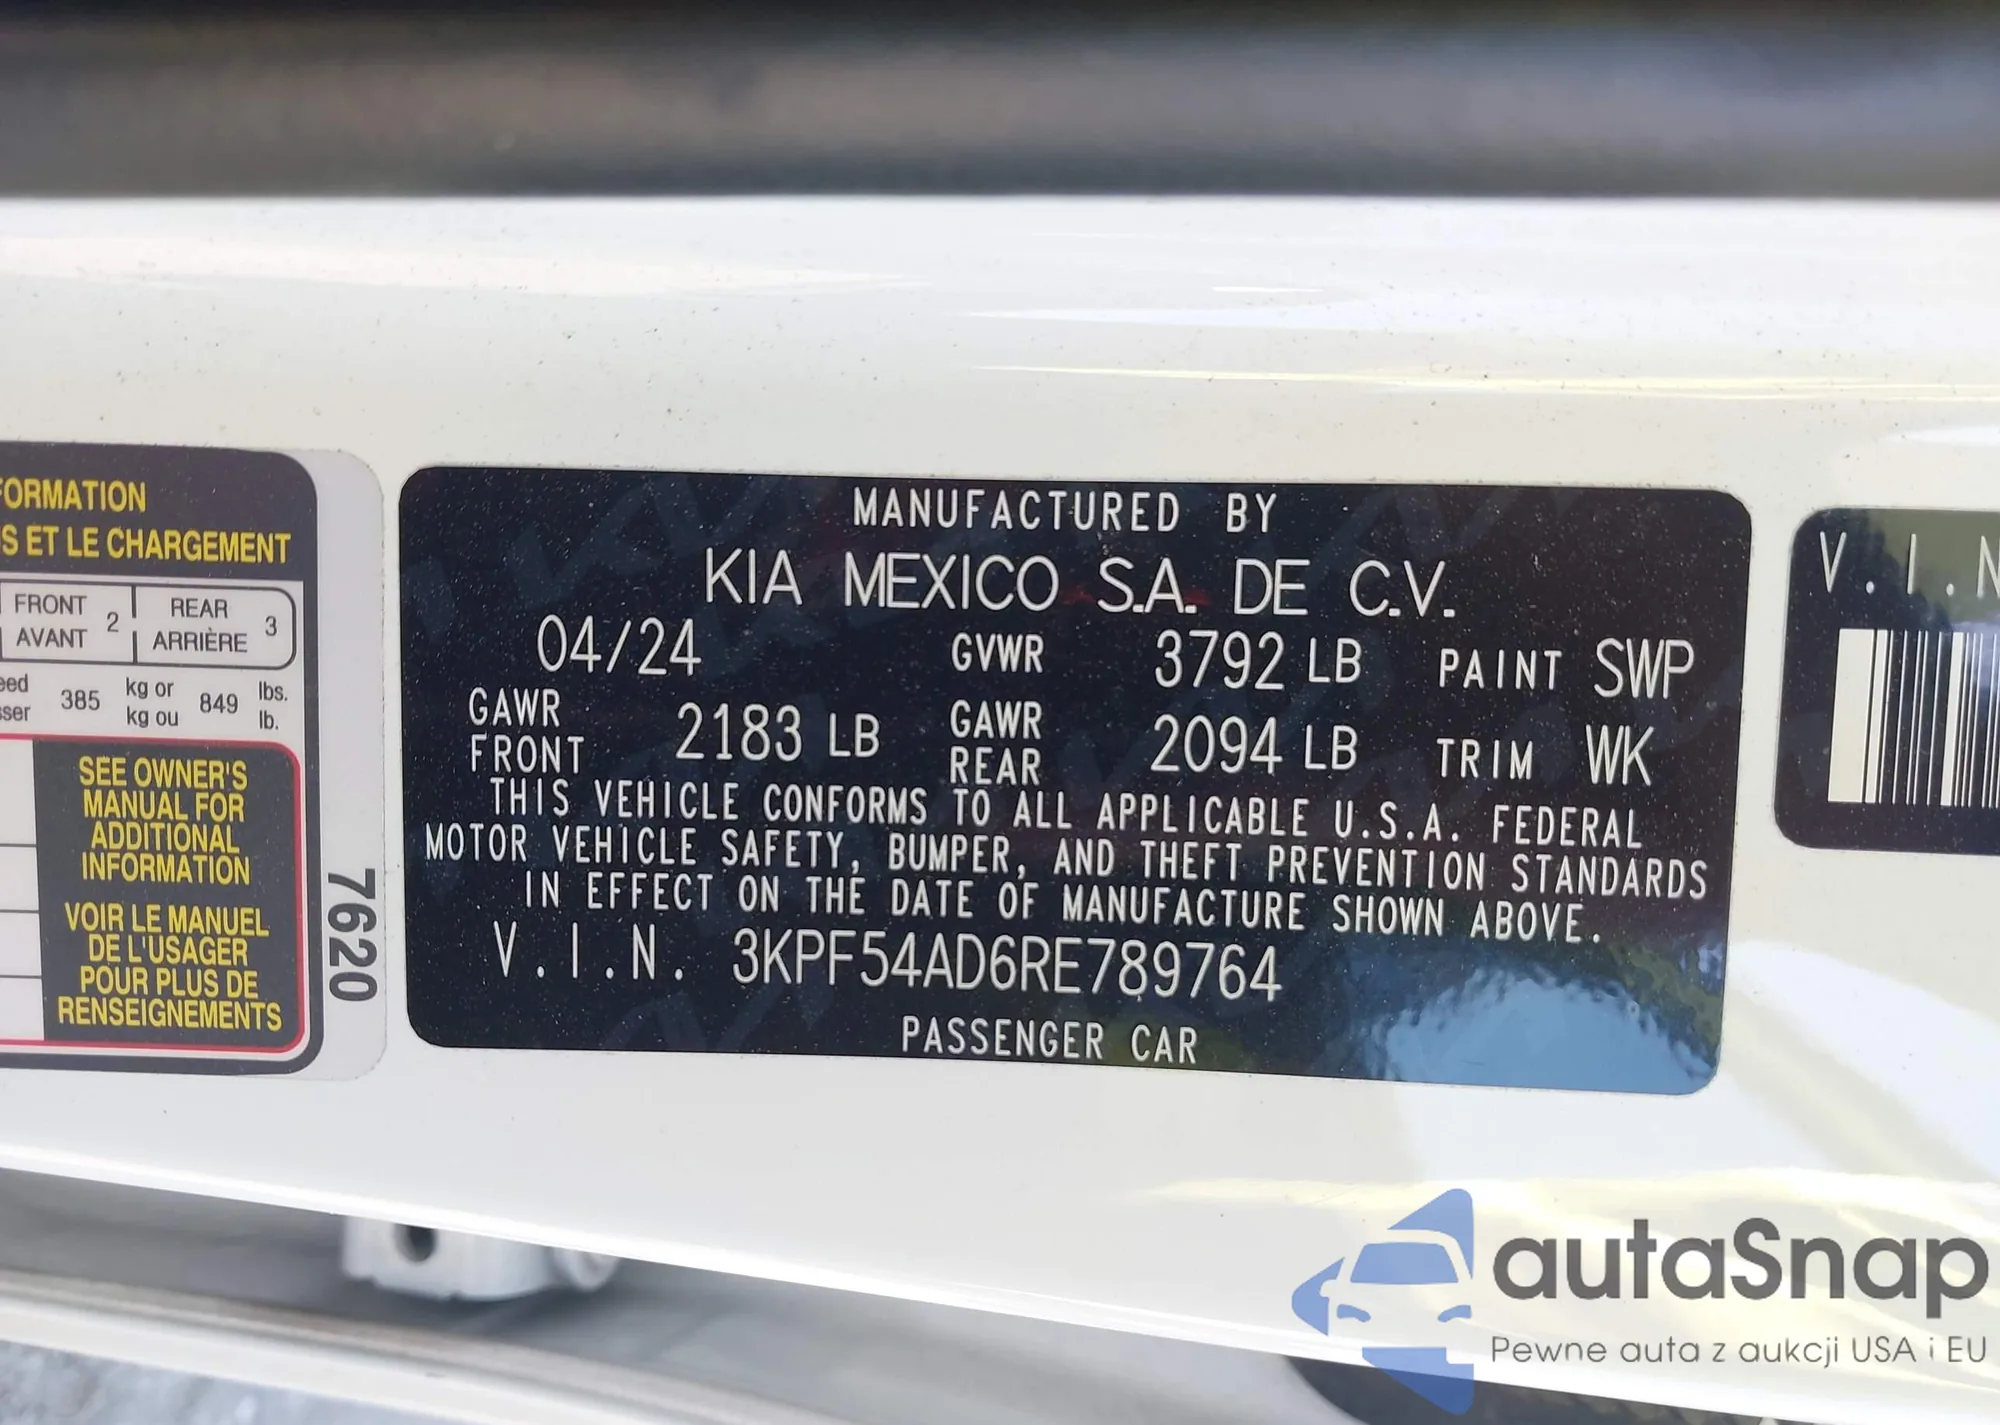 FORMATION
S ET LE CHARGEMENT
FRONT 2 REAR 3
AVANT ARRIÈRE
385 kg or 849 lbs.
kg ou lb.
SEE OWNER'S
MANUAL FOR
ADDITIONAL
INFORMATION
VOIR LE MANUEL
DE L'USAGER
POUR PLUS DE
RENSEIGNEMENTS
7620
MANUFACTURED BY
KIA MEXICO S.A. DE C.V.
04/24 GVWR 3792 LB PAINT SWP
GAWR FRONT 2183 LB GAWR REAR 2094 LB TRIM WK
THIS VEHICLE CONFORMS TO ALL APPLICABLE U.S.A. FEDERAL
MOTOR VEHICLE SAFETY, BUMPER, AND THEFT PREVENTION STANDARDS
IN EFFECT ON THE DATE OF MANUFACTURE SHOWN ABOVE.
V.I.N. 3KPF54AD6RE789764
PASSENGER CAR
V.I.N
autaSnap
Pewne auta z aukcji USA i EU